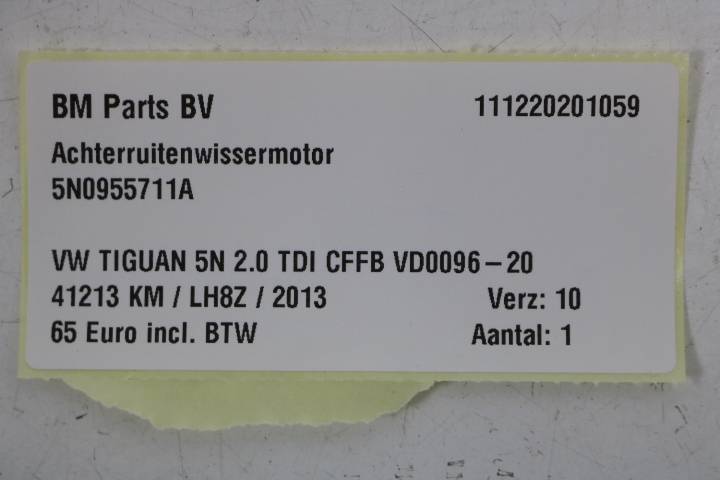 BM Parts BV 111220201059
Achterruitenwissermotor
5N0955711A
VW TIGUAN 5N 2.0 TDI CFFB VD0096-20
41213 KM / LH8Z / 2013 Verz: 10
65 Euro incl. BTW Aantal: 1